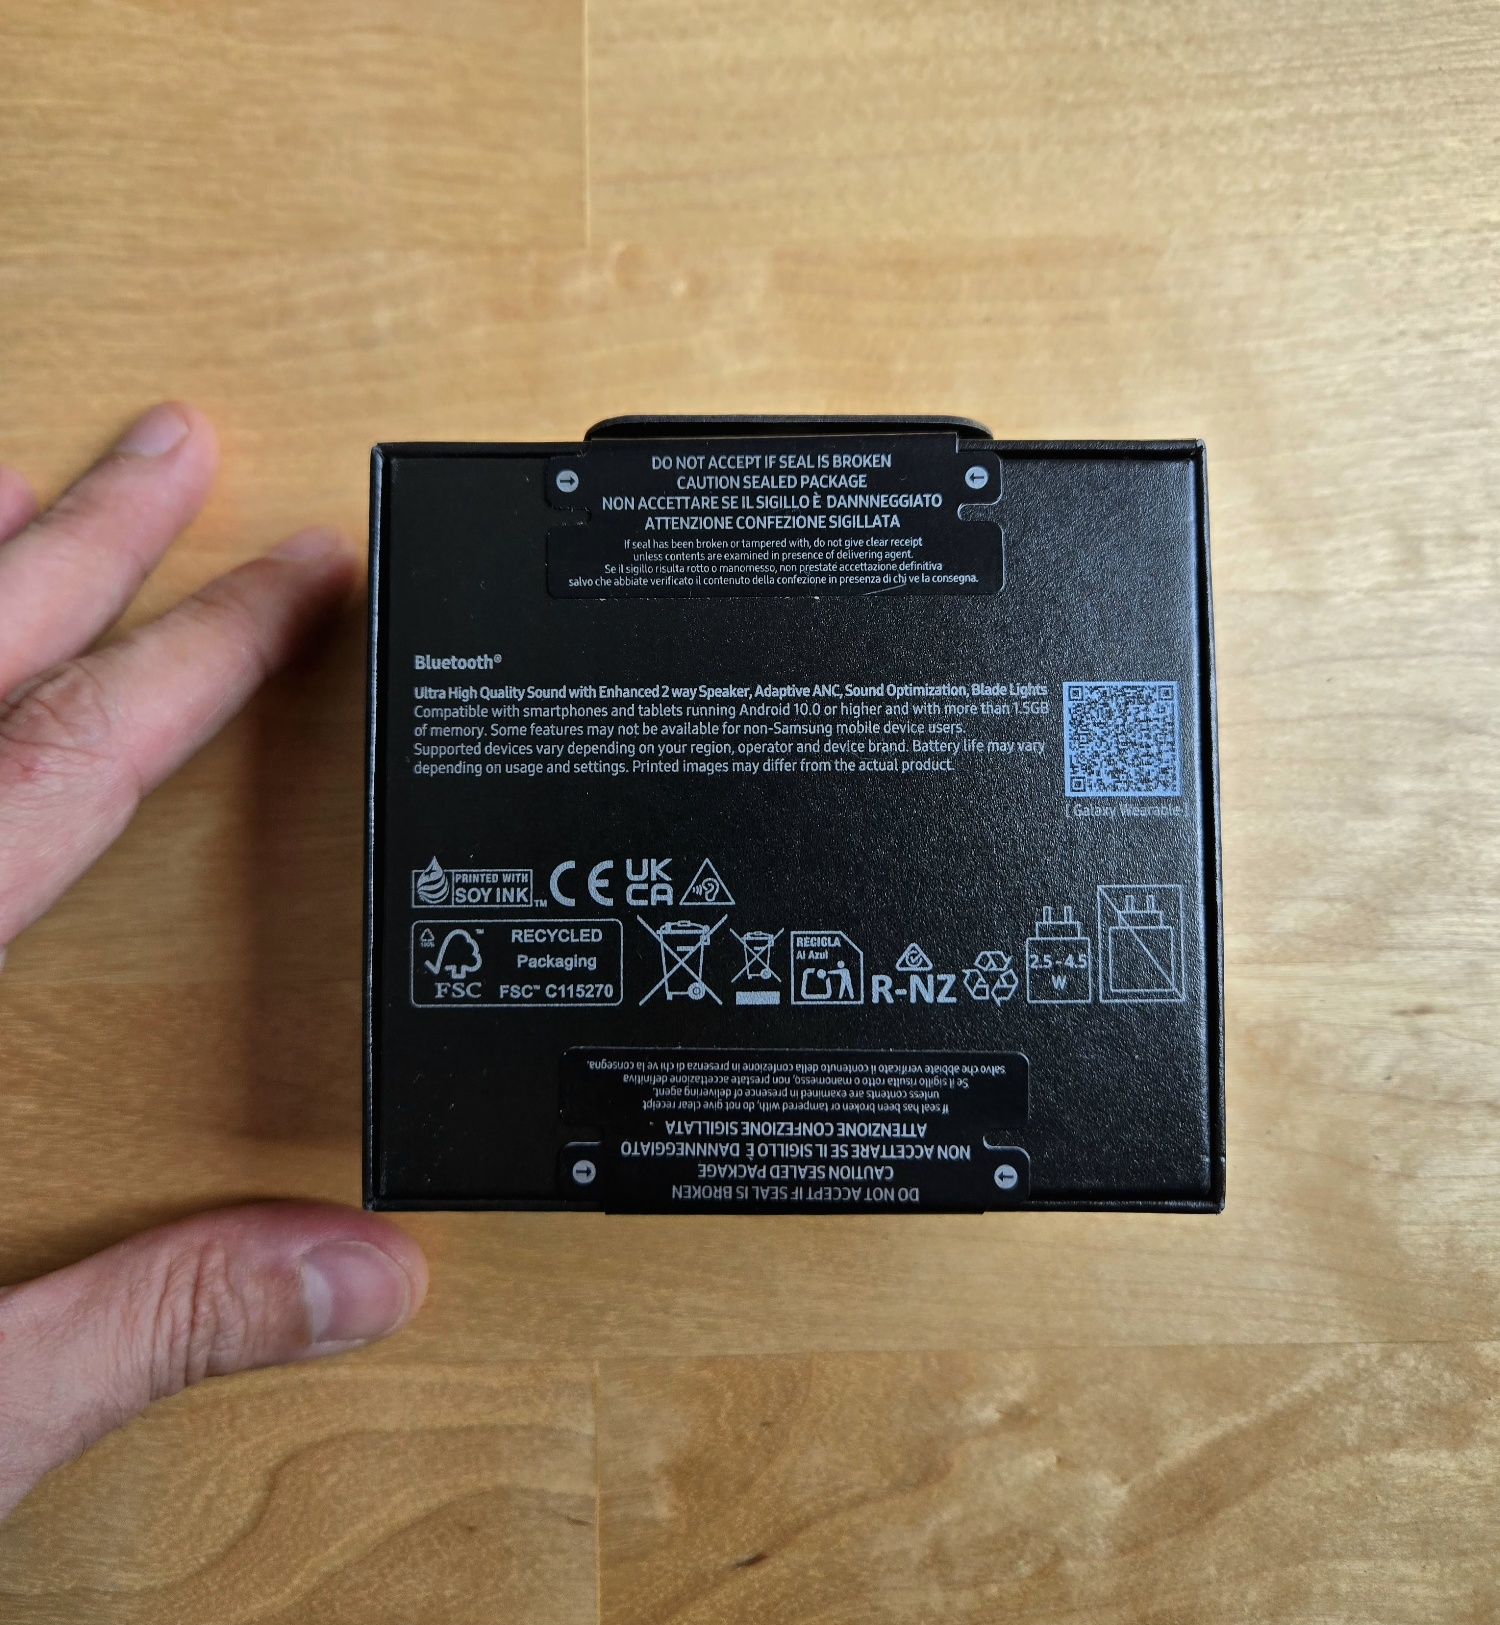 DO NOT ACCEPT IF SEAL IS BROKEN
CAUTION SEALED PACKAGE
NON ACCETTARE SE IL SIGILLO È DANNNEGGIATO
ATTENZIONE CONFEZIONE SIGILLATA
If seal has been broken or tampered with, do not give clear receipt
unless contents are examined in presence of delivering agent.
Se il sigillo risulta rotto o manomesso, non prestate accettazione definitiva
salvo che abbiate verificato il contenuto della confezione in presenza di chi ve la consegna.
Bluetooth®
Ultra High Quality Sound with Enhanced 2 way Speaker, Adaptive ANC, Sound Optimization, Blade Lights
Compatible with smartphones and tablets running Android 10.0 or higher and with more than 1.5GB
of memory. Some features may not be available for non-Samsung mobile device users.
Supported devices vary depending on your region, operator and device brand. Battery life may vary
depending on usage and settings. Printed images may differ from the actual product.
[ Galaxy Wearable ]
PRINTED WITH
SOY INK™
CE
UK
CA
100%
FSC
™
RECYCLED
Packaging
FSC™ C115270
RECICLA
Al Azul
R-NZ
2.5 - 4.5
W
DO NOT ACCEPT IF SEAL IS BROKEN
CAUTION SEALED PACKAGE
NON ACCETTARE SE IL SIGILLO È DANNNEGGIATO
ATTENZIONE CONFEZIONE SIGILLATA
If seal has been broken or tampered with, do not give clear receipt
unless contents are examined in presence of delivering agent.
Se il sigillo risulta rotto o manomesso, non prestate accettazione definitiva
salvo che abbiate verificato il contenuto della confezione in presenza di chi ve la consegna.